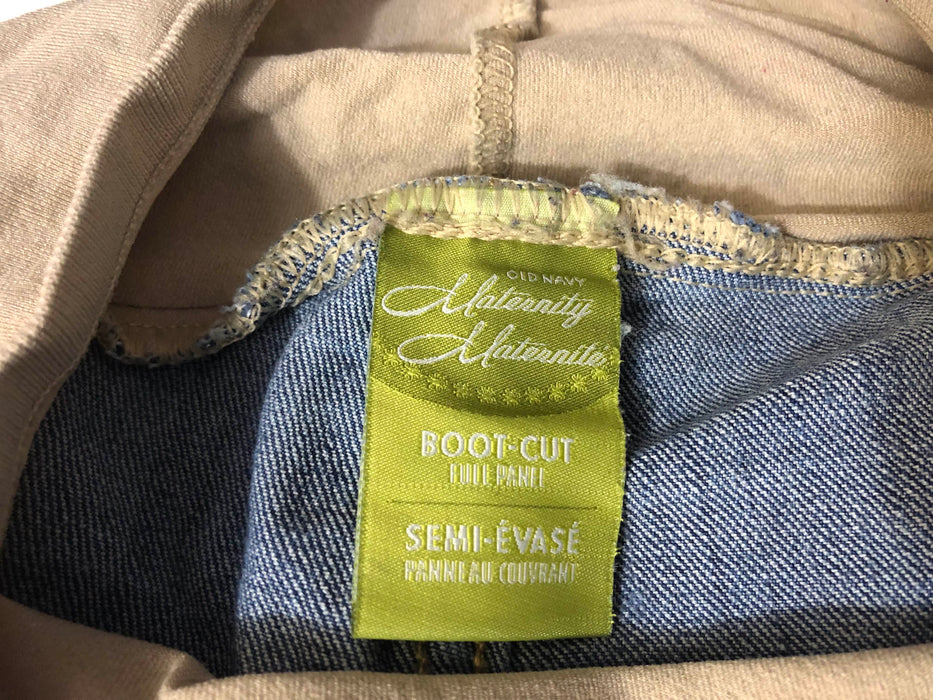 OLD NAVY
Maternity
Maternité
BOOT-CUT
FULL PANEL
SEMI-ÉVASÉ
PANNEAU COUVRANT